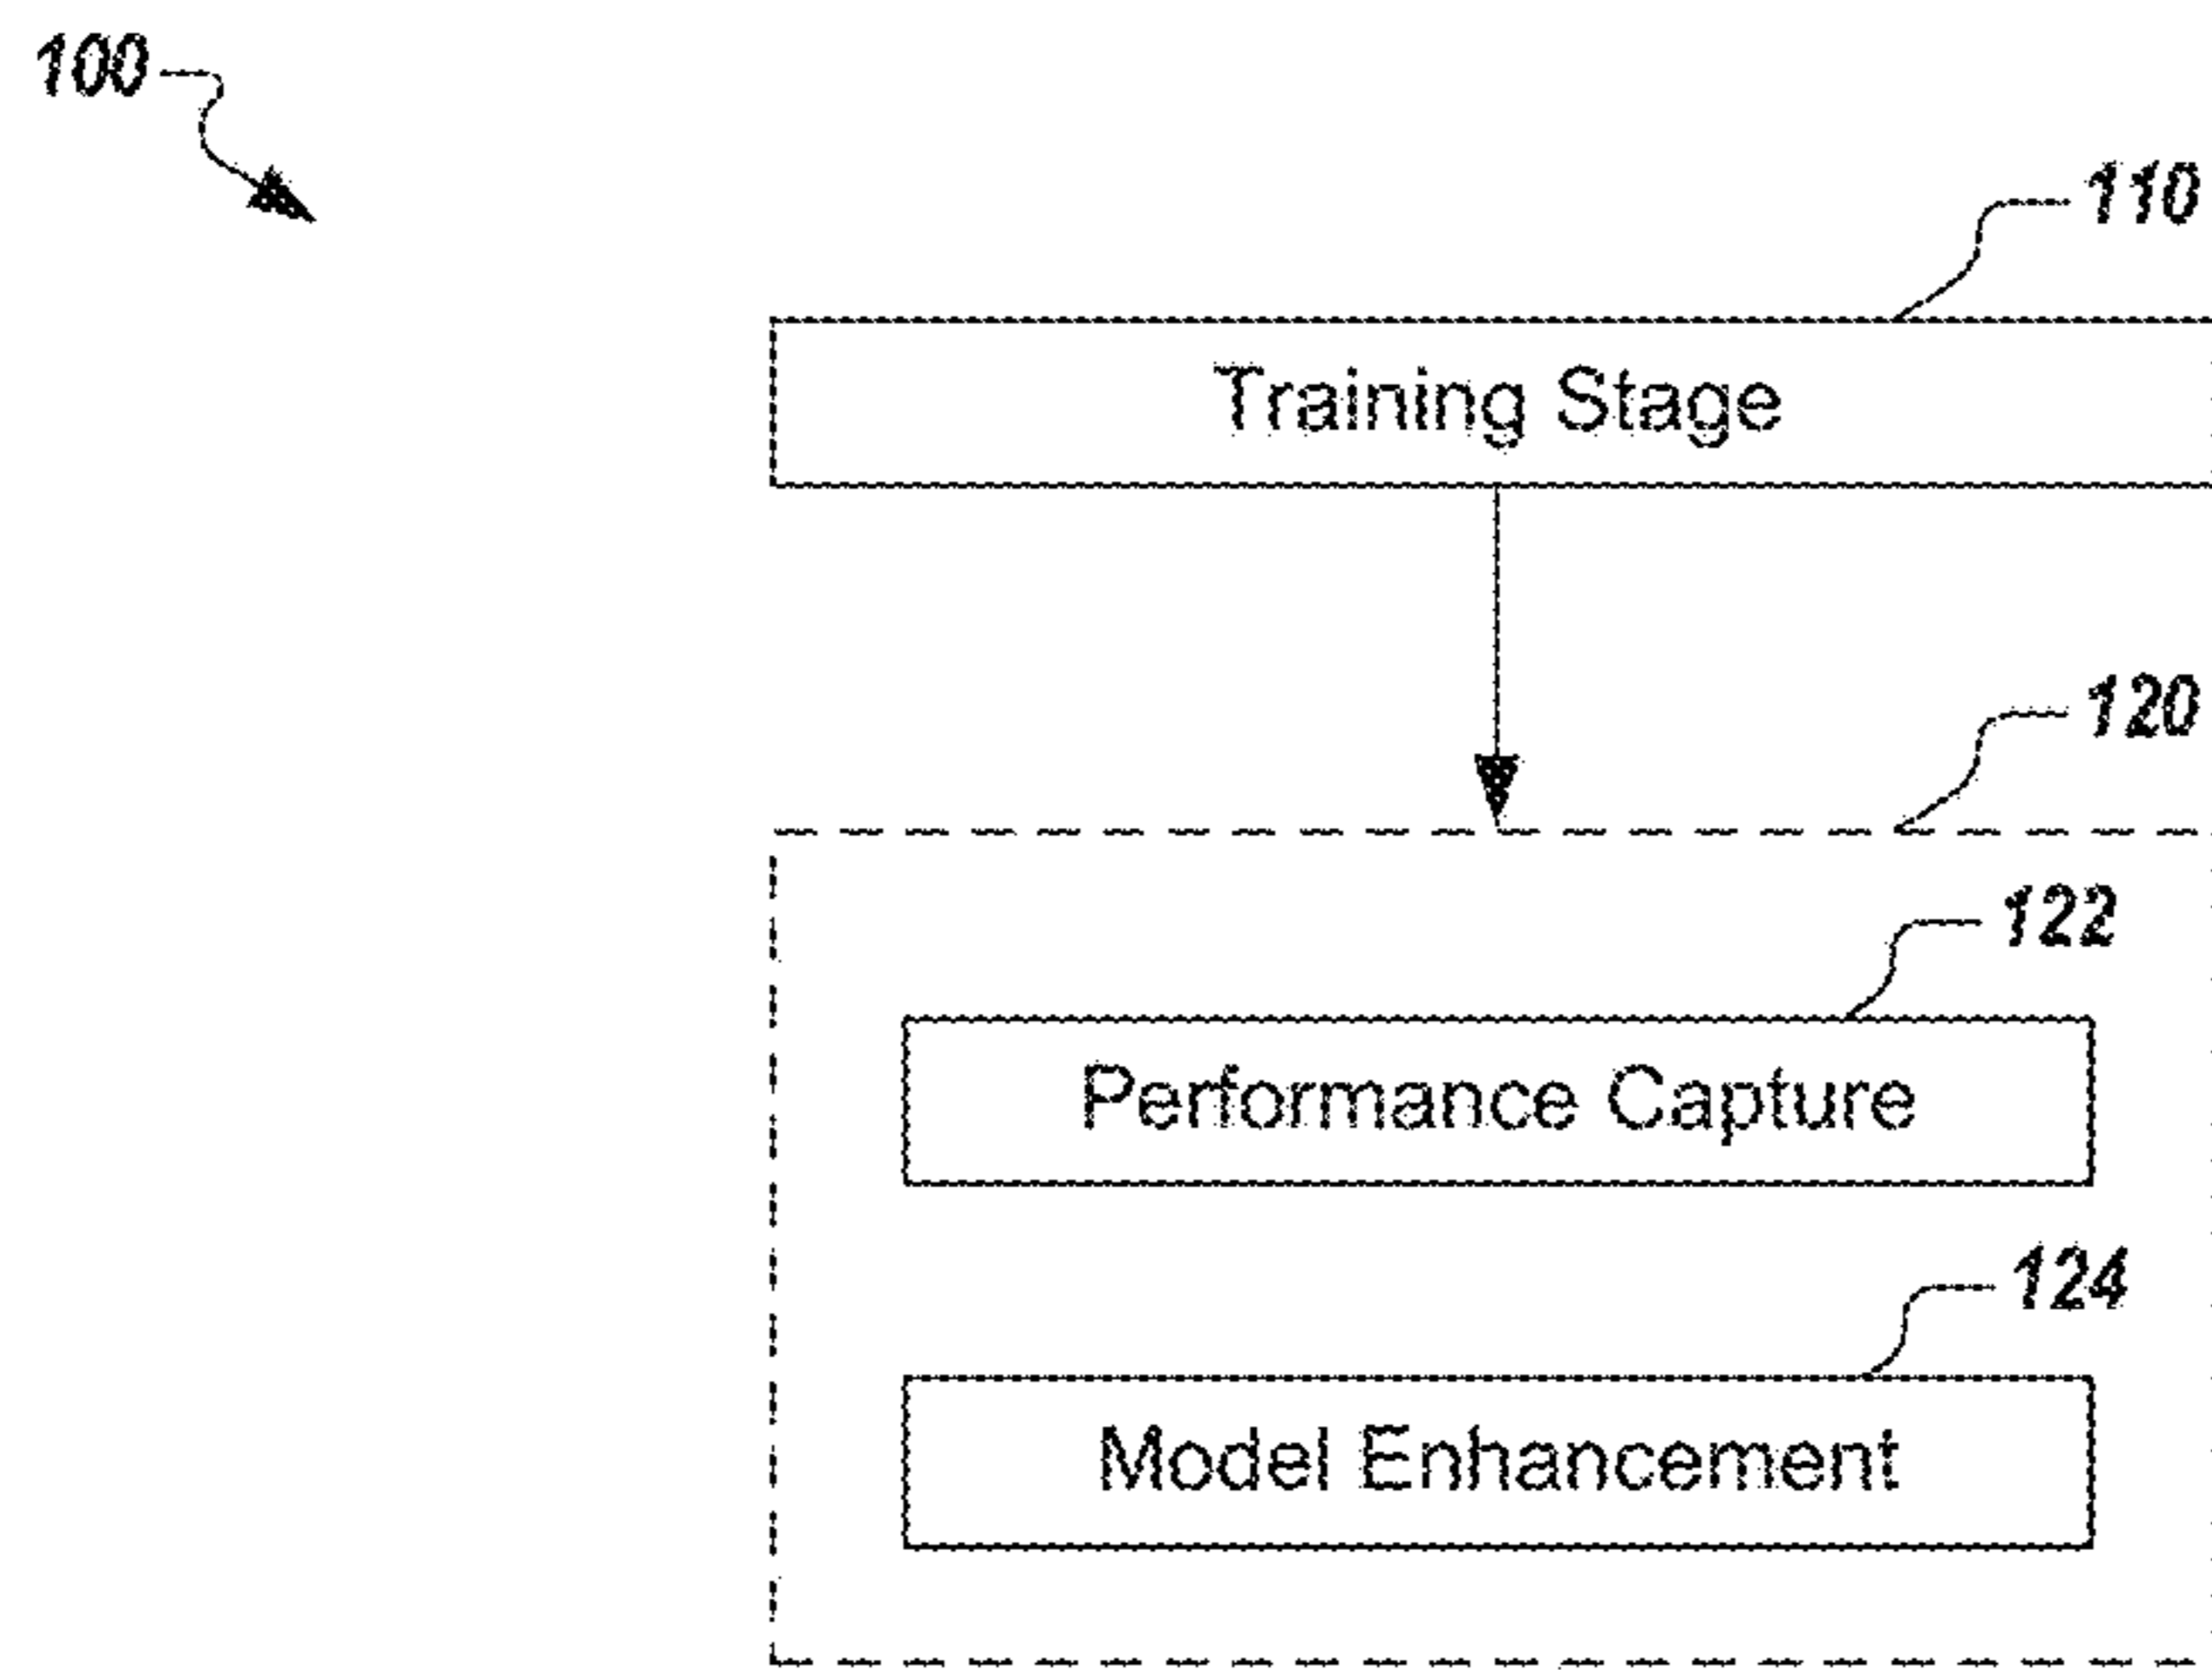 100
110
Training Stage
120
122
Performance Capture
124
Model Enhancement